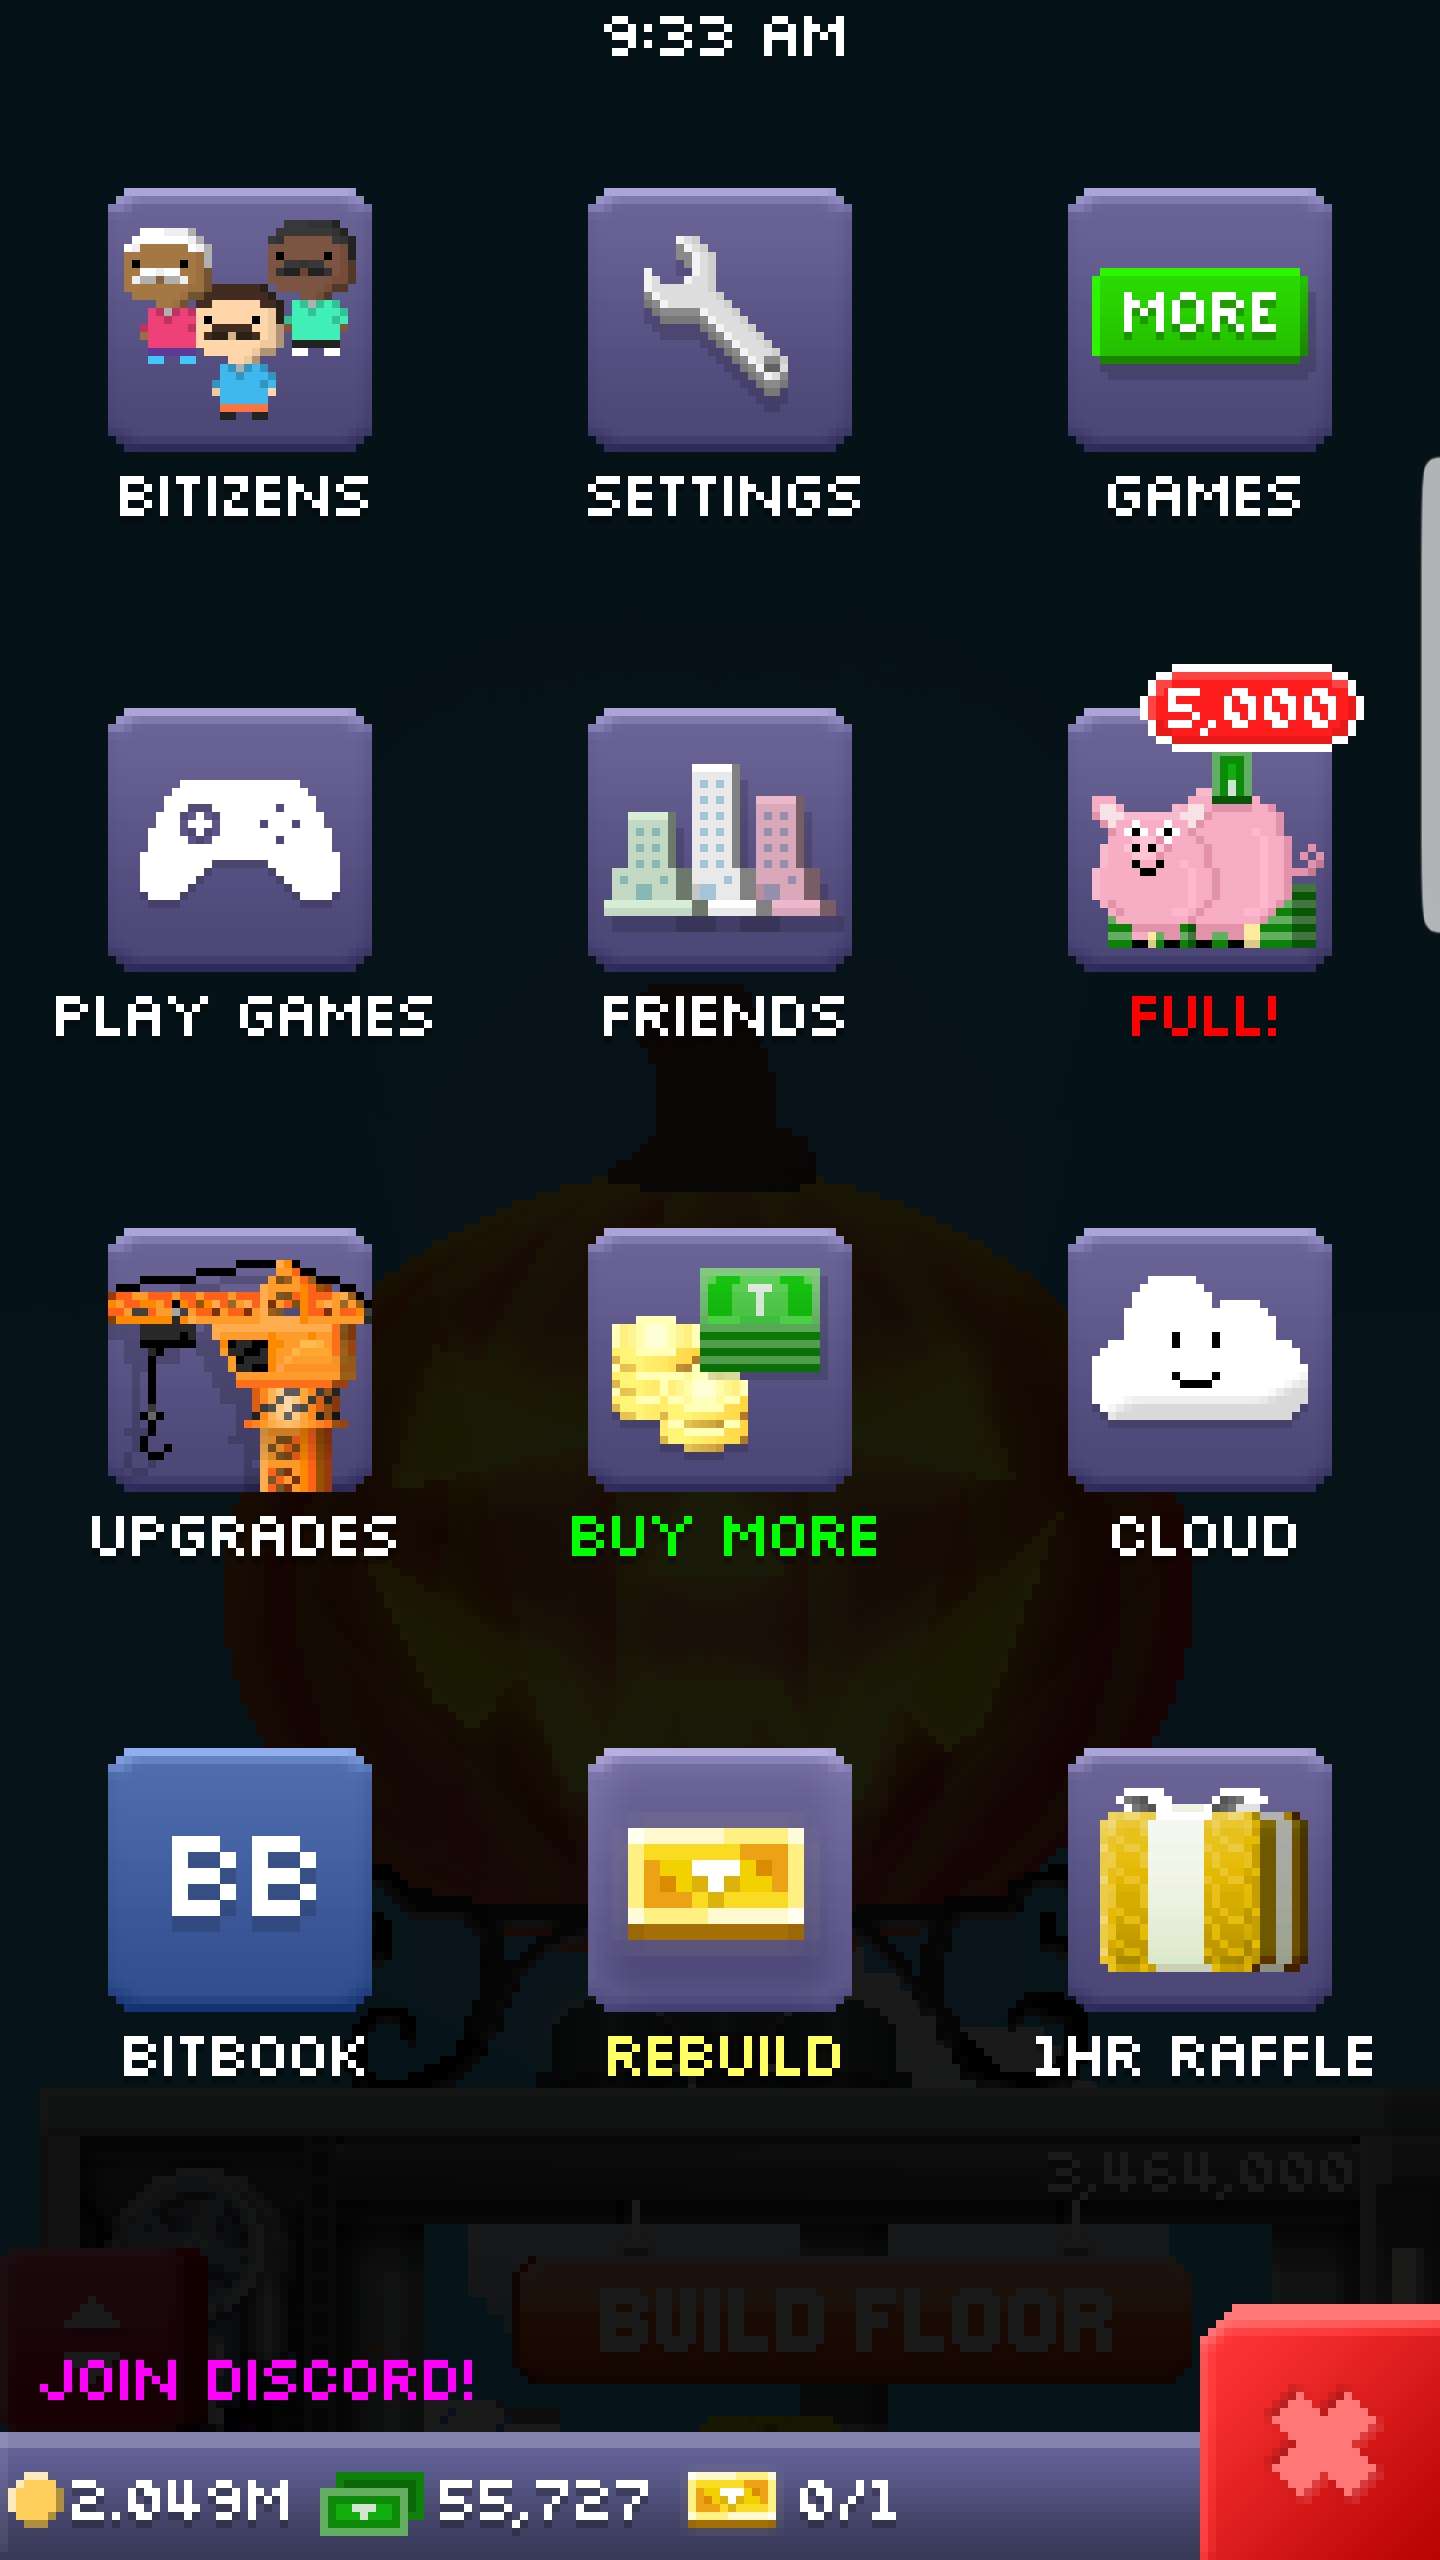 9:33 AM
BITIZENS
SETTINGS
MORE
GAMES
PLAY GAMES
FRIENDS
5,000
FULL!
UPGRADES
T
BUY MORE
CLOUD
BB
BITBOOK
REBUILD
1HR RAFFLE
3,464,000
BUILD FLOOR
JOIN DISCORD!
2.049M 55,727 0/1